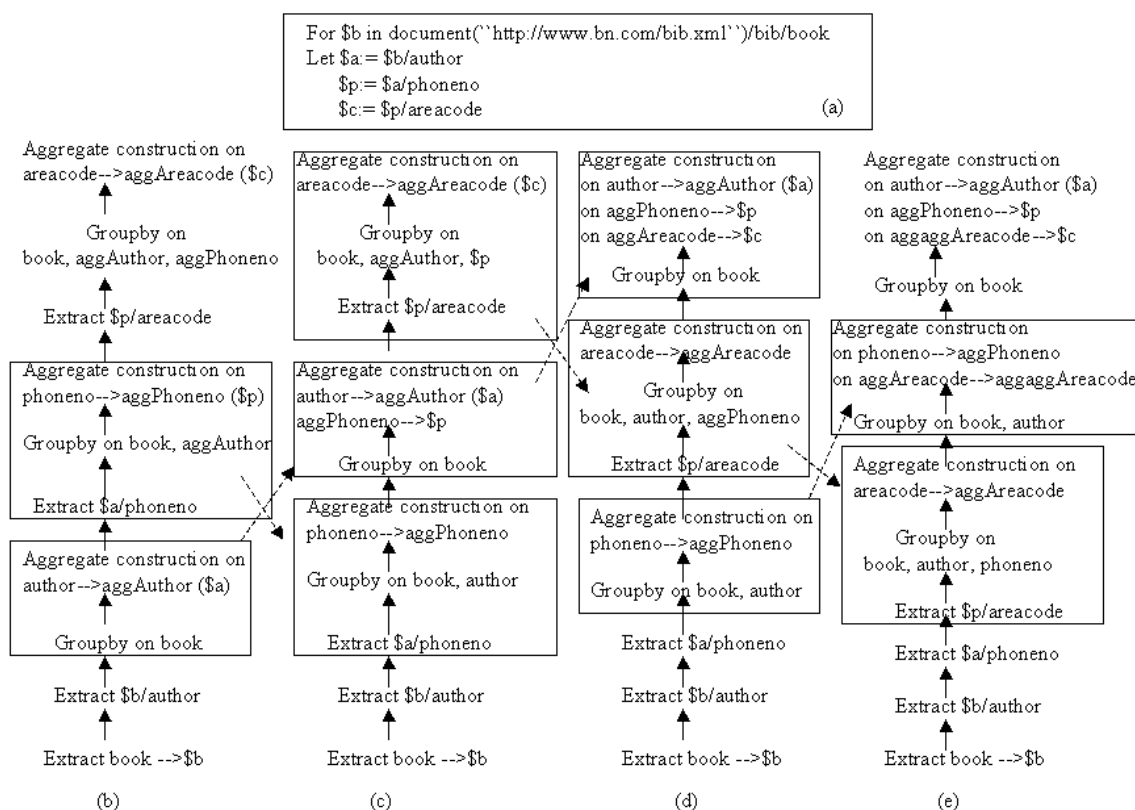 For $b in document(``http://www.bn.com/bib.xml``)/bib/book
Let $a:= $b/author
$p:= $a/phoneno
$c:= $p/areacode
(a)
Aggregate construction on
areacode-->aggAreacode ($c)
Groupby on
book, aggAuthor, aggPhoneno
Extract $p/areacode
Aggregate construction on
phoneno-->aggPhoneno ($p)
Groupby on book, aggAuthor
Extract $a/phoneno
Aggregate construction on
author-->aggAuthor ($a)
Groupby on book
Extract $b/author
Extract book -->$b
(b)
Aggregate construction on
areacode-->aggAreacode ($c)
Groupby on
book, aggAuthor, $p
Extract $p/areacode
Aggregate construction on
author-->aggAuthor ($a)
aggPhoneno-->$p
Groupby on book
Aggregate construction on
phoneno-->aggPhoneno
Groupby on book, author
Extract $a/phoneno
Extract $b/author
Extract book -->$b
(c)
Aggregate construction
on author-->aggAuthor ($a)
on aggPhoneno-->$p
on aggAreacode-->$c
Groupby on book
Aggregate construction on
areacode-->aggAreacode
Groupby on
book, author, aggPhoneno
Extract $p/areacode
Aggregate construction on
phoneno-->aggPhoneno
Groupby on book, author
Extract $a/phoneno
Extract $b/author
Extract book -->$b
(d)
Aggregate construction
on author-->aggAuthor ($a)
on aggPhoneno-->$p
on aggaggAreacode-->$c
Groupby on book
Aggregate construction
on phoneno-->aggPhoneno
on aggAreacode-->aggaggAreacode
Groupby on book, author
Aggregate construction on
areacode-->aggAreacode
Groupby on
book, author, phoneno
Extract $p/areacode
Extract $a/phoneno
Extract $b/author
Extract book -->$b
(e)